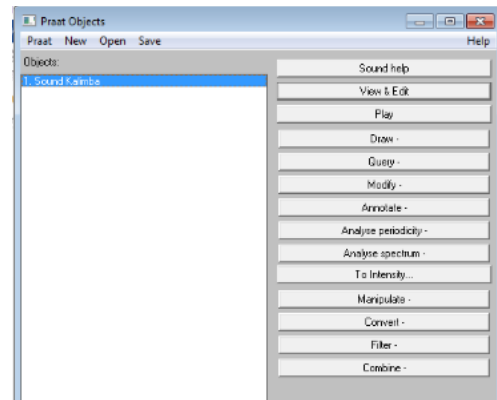 Praat Objects
Praat New Open Save Help
Objects:
1. Sound Kalimba
Sound help
View & Edit
Play
Draw -
Query -
Modify -
Annotate -
Analyse periodicity -
Analyse spectrum -
To Intensity...
Manipulate -
Convert -
Filter -
Combine -